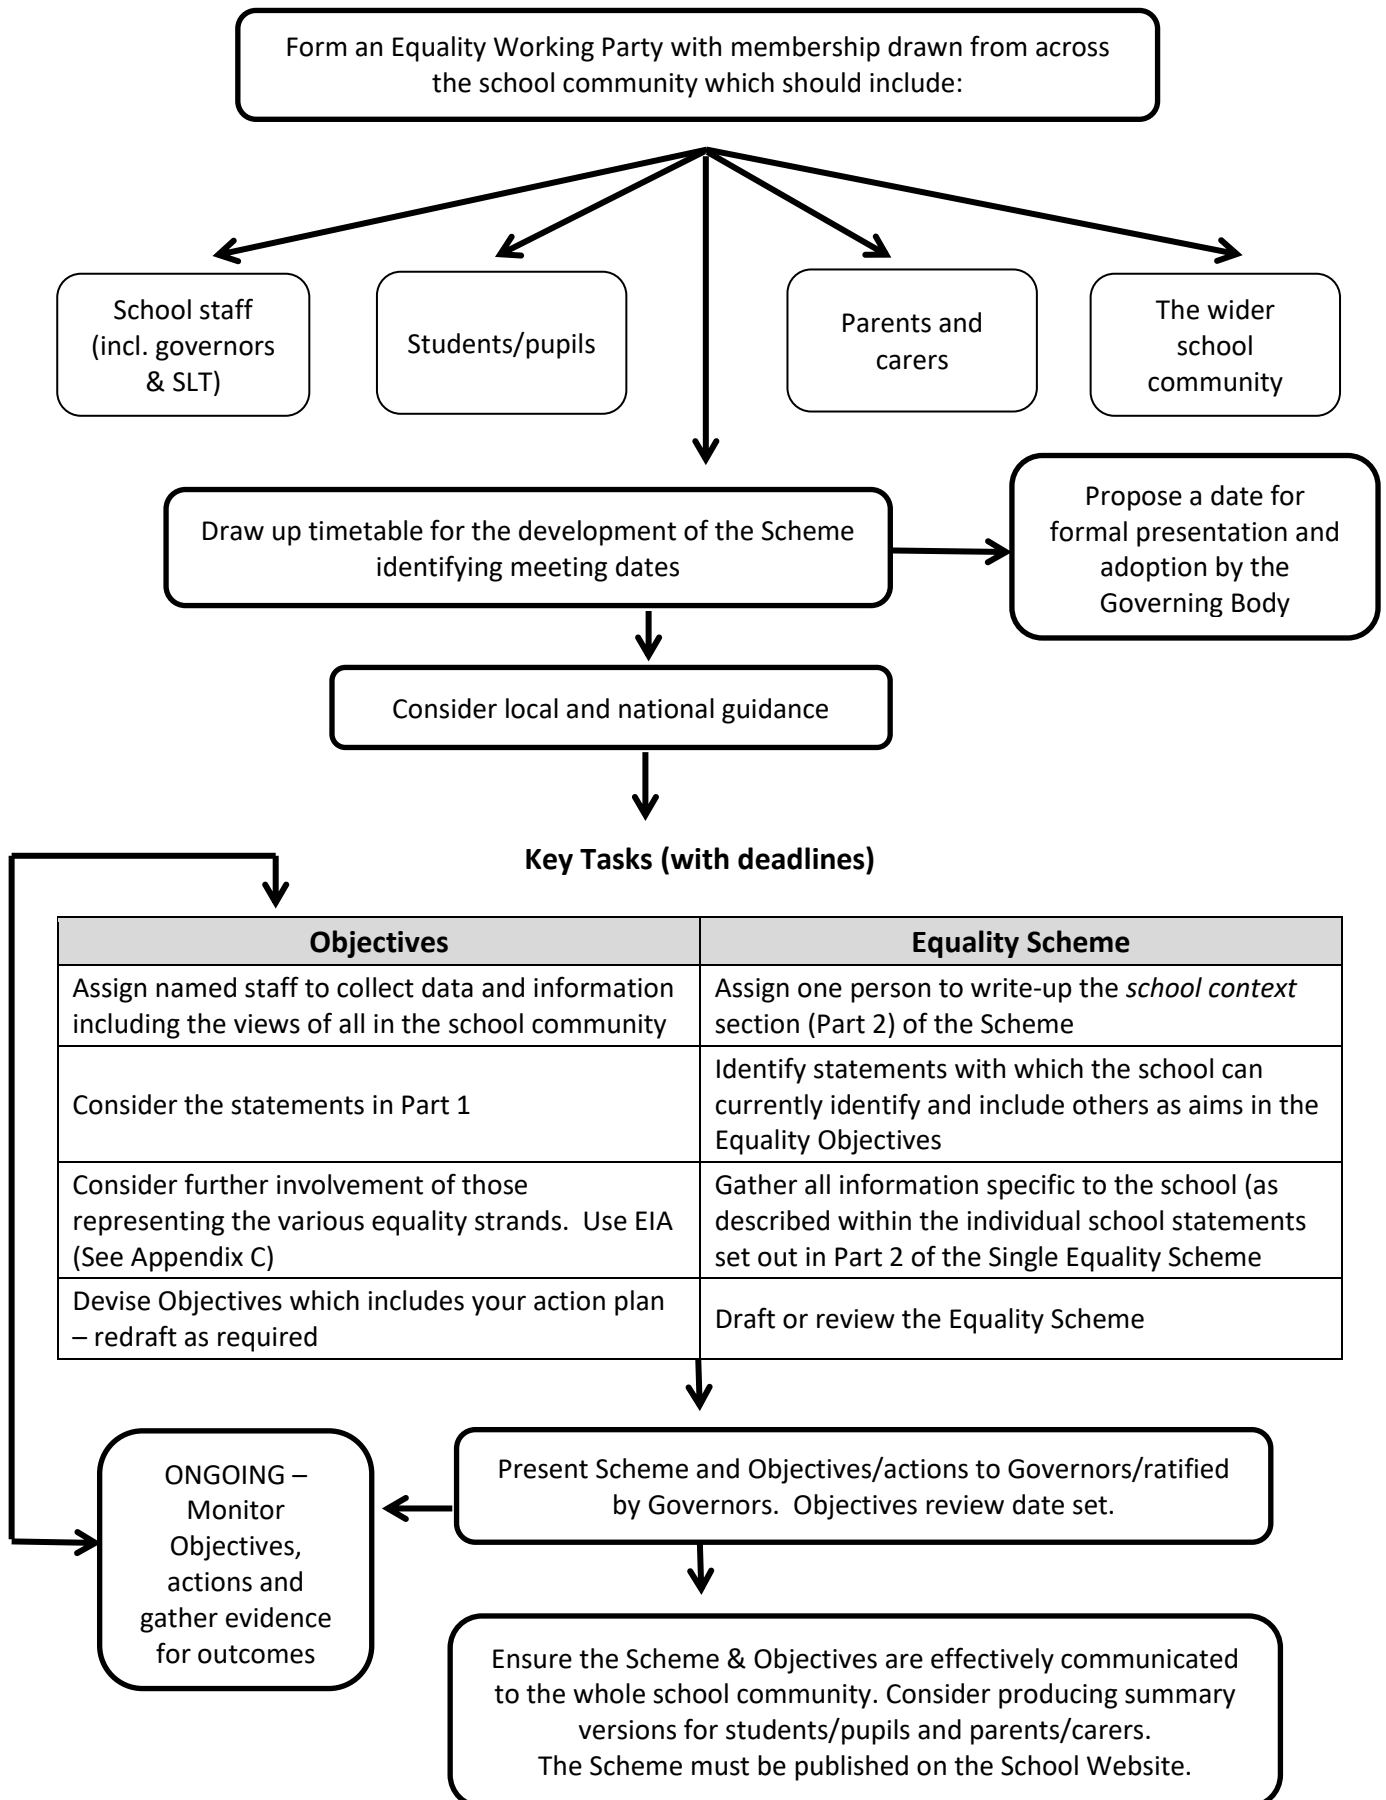 Form an Equality Working Party with membership drawn from across
the school community which should include:
School staff
(incl. governors
& SLT)
Students/pupils
Parents and
carers
The wider
school
community
Draw up timetable for the development of the Scheme
identifying meeting dates
Propose a date for
formal presentation and
adoption by the
Governing Body
Consider local and national guidance
Key Tasks (with deadlines)
Objectives
Equality Scheme
Assign named staff to collect data and information
including the views of all in the school community
Assign one person to write-up the school context
section (Part 2) of the Scheme
Consider the statements in Part 1
Identify statements with which the school can
currently identify and include others as aims in the
Equality Objectives
Consider further involvement of those
representing the various equality strands.  Use EIA
(See Appendix C)
Gather all information specific to the school (as
described within the individual school statements
set out in Part 2 of the Single Equality Scheme
Devise Objectives which includes your action plan
– redraft as required
Draft or review the Equality Scheme
ONGOING –
Monitor
Objectives,
actions and
gather evidence
for outcomes
Present Scheme and Objectives/actions to Governors/ratified
by Governors.  Objectives review date set.
Ensure the Scheme & Objectives are effectively communicated
to the whole school community. Consider producing summary
versions for students/pupils and parents/carers.
The Scheme must be published on the School Website.